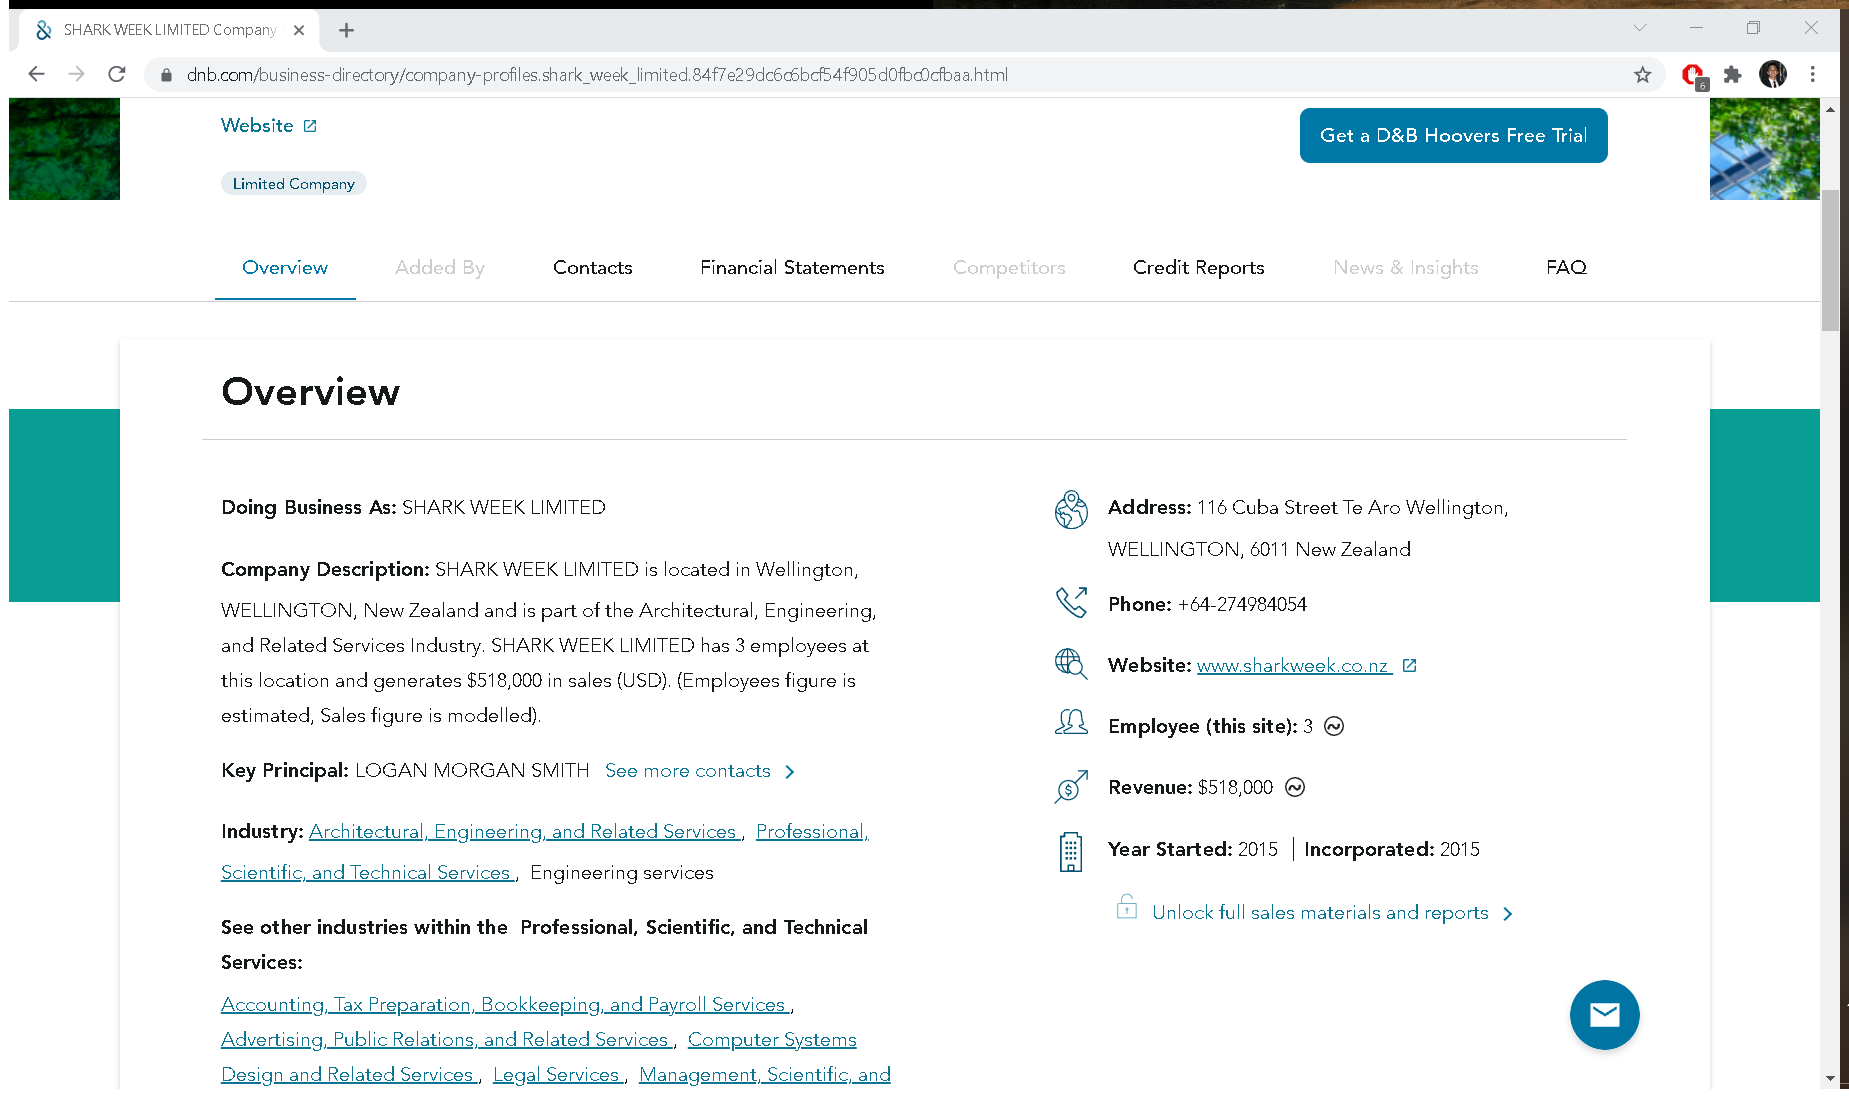 SHARK WEEK LIMITED Company
dnb.com/business-directory/company-profiles.shark_week_limited.84f7e29dc6c6bcf54f905d0fbc0cfbaa.html
6
Website
Get a D&B Hoovers Free Trial
Limited Company
Overview Added By Contacts Financial Statements Competitors Credit Reports News & Insights FAQ
Overview
Doing Business As: SHARK WEEK LIMITED
Company Description: SHARK WEEK LIMITED is located in Wellington,
WELLINGTON, New Zealand and is part of the Architectural, Engineering,
and Related Services Industry. SHARK WEEK LIMITED has 3 employees at
this location and generates $518,000 in sales (USD). (Employees figure is
estimated, Sales figure is modelled).
Key Principal: LOGAN MORGAN SMITH See more contacts
Industry: Architectural, Engineering, and Related Services , Professional,
Scientific, and Technical Services , Engineering services
See other industries within the Professional, Scientific, and Technical
Services:
Accounting, Tax Preparation, Bookkeeping, and Payroll Services ,
Advertising, Public Relations, and Related Services , Computer Systems
Design and Related Services , Legal Services , Management, Scientific, and
Address: 116 Cuba Street Te Aro Wellington,
WELLINGTON, 6011 New Zealand
Phone: +64-274984054
Website: www.sharkweek.co.nz
Employee (this site): 3
Revenue: $518,000
Year Started: 2015 | Incorporated: 2015
Unlock full sales materials and reports